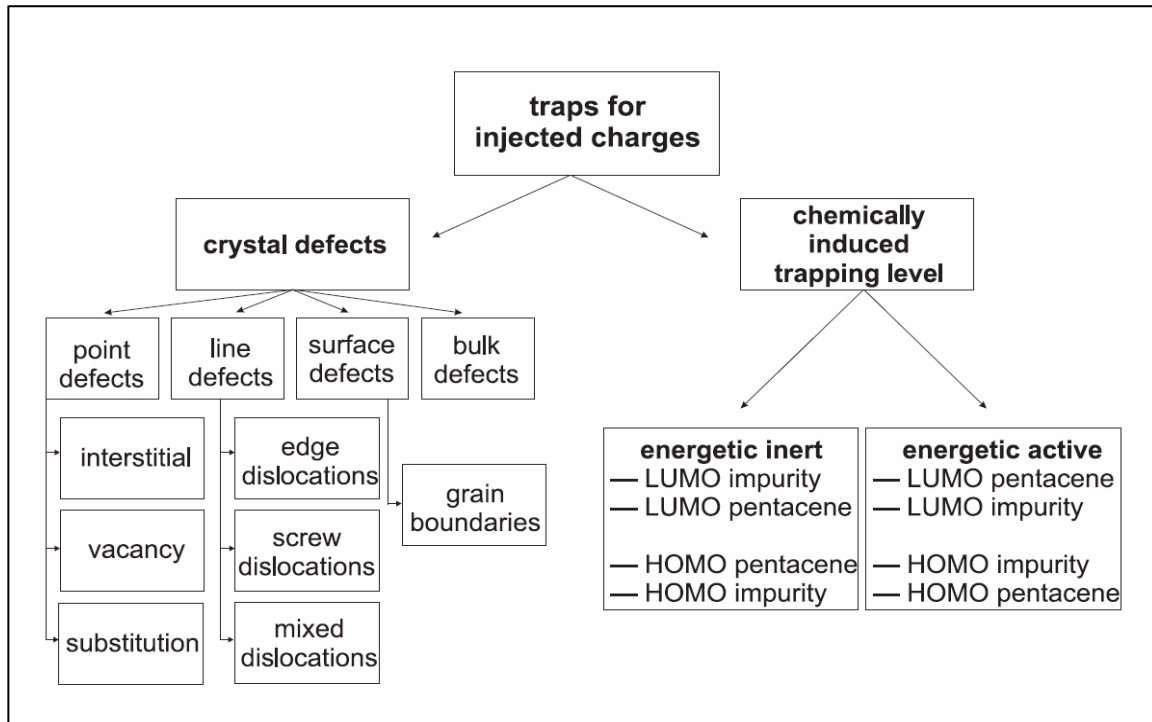 traps for
injected charges
crystal defects
chemically
induced
trapping level
point
defects
line
defects
surface
defects
bulk
defects
interstitial
vacancy
substitution
edge
dislocations
screw
dislocations
mixed
dislocations
grain
boundaries
energetic inert
— LUMO impurity
— LUMO pentacene
— HOMO pentacene
— HOMO impurity
energetic active
— LUMO pentacene
— LUMO impurity
— HOMO impurity
— HOMO pentacene